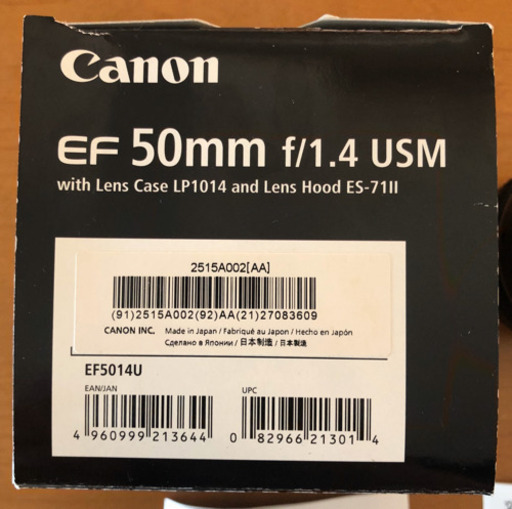 Canon
EF 50mm f/1.4 USM
with Lens Case LP1014 and Lens Hood ES-71II
2515A002[AA]
(91)2515A002(92)AA(21)27083609
CANON INC. Made in Japan / Fabriqué au Japon / Hecho en Japón
Сделано в Японии / 日本制造 / 日本製造
EF5014U
EAN/JAN UPC
4 960999 213644 0 82966 21301 4